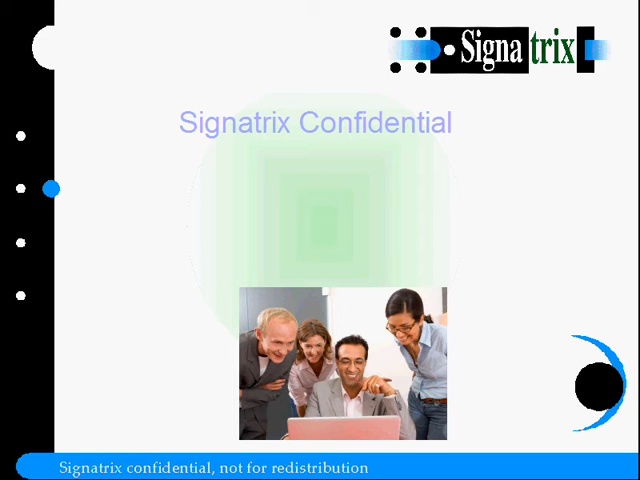 Signatrix
Signatrix Confidential
Signatrix confidential, not for redistribution